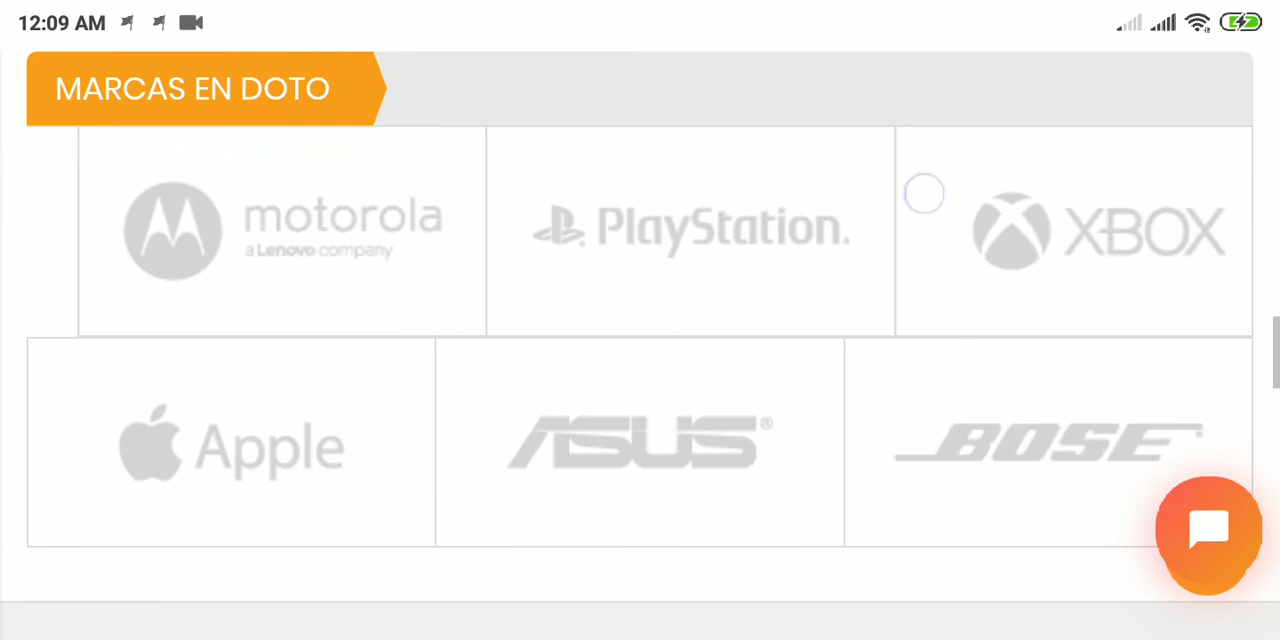 12:09 AM
MARCAS EN DOTO
motorola
a Lenovo company
PlayStation.
XBOX
Apple
ASUS®
BOSE